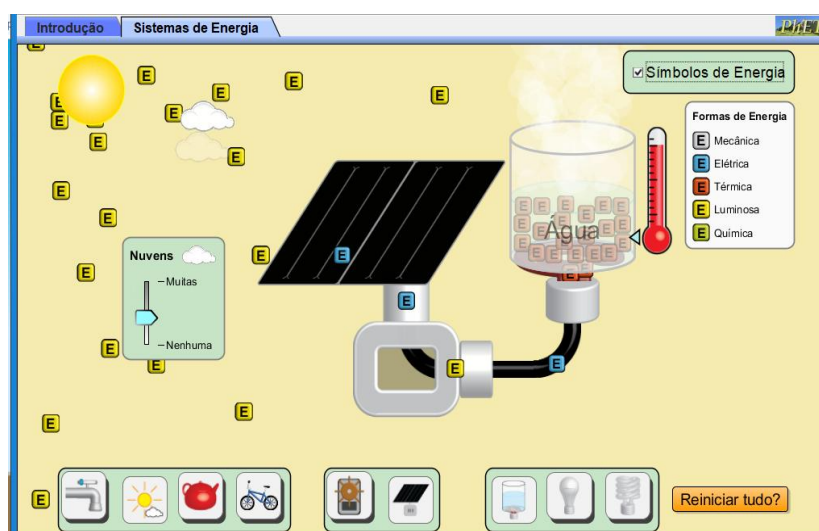 Introdução
Sistemas de Energia
PhET
Símbolos de Energia
Formas de Energia
E Mecânica
E Elétrica
E Térmica
E Luminosa
E Química
Água
Nuvens
Muitas
Nenhuma
Reiniciar tudo?